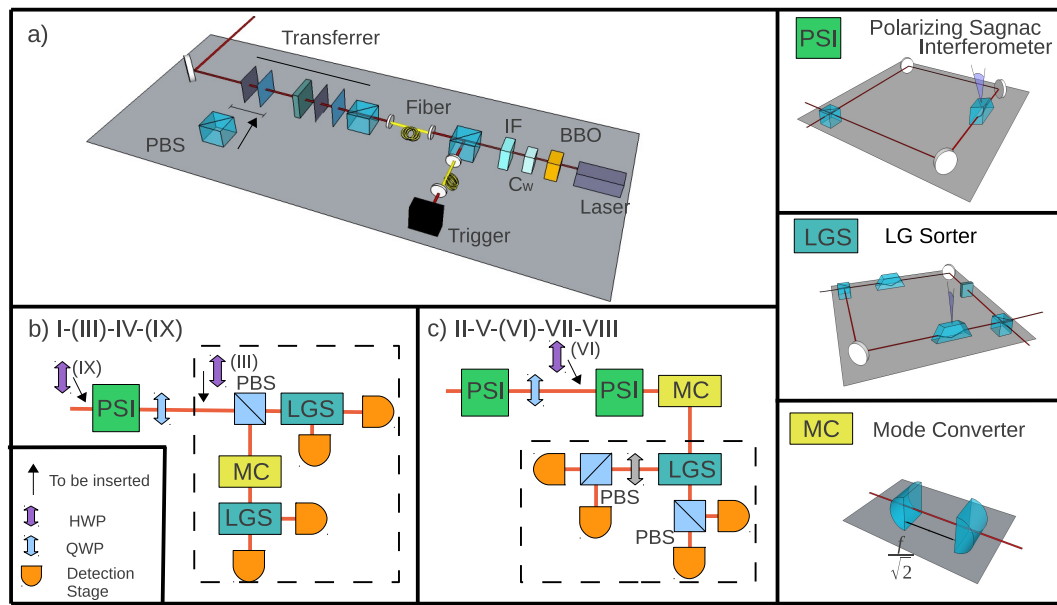 a)
Transferrer
Fiber
PBS
IF
BBO
Cw
Laser
Trigger
PSI
Polarizing Sagnac
Interferometer
LGS
LG Sorter
MC
Mode Converter
f
√2
b) I-(III)-IV-(IX)
(IX)
(III)
PBS
PSI
LGS
MC
LGS
To be inserted
HWP
QWP
Detection
Stage
c) II-V-(VI)-VII-VIII
(VI)
PSI
PSI
MC
LGS
PBS
PBS